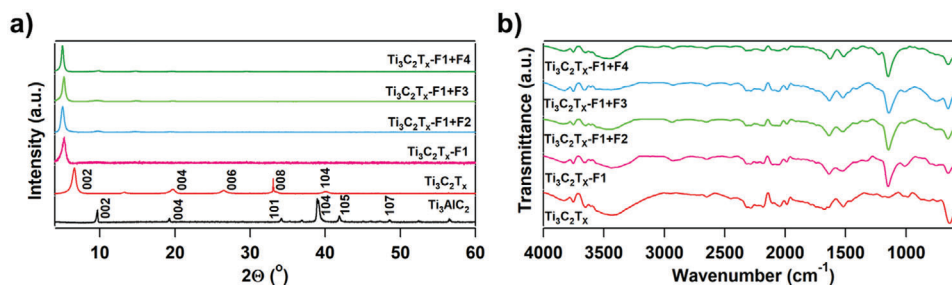 a)
Intensity (a.u.)
Ti₃C₂Tₓ-F1+F4
Ti₃C₂Tₓ-F1+F3
Ti₃C₂Tₓ-F1+F2
Ti₃C₂Tₓ-F1
002
004
006
008
104
Ti₃C₂Tₓ
002
004
101
104
105
107
Ti₃AlC₂
10 20 30 40 50 60
2Θ (°)
b)
Transmittance (a.u.)
Ti₃C₂Tₓ-F1+F4
Ti₃C₂Tₓ-F1+F3
Ti₃C₂Tₓ-F1+F2
Ti₃C₂Tₓ-F1
Ti₃C₂Tₓ
4000 3500 3000 2500 2000 1500 1000
Wavenumber (cm⁻¹)